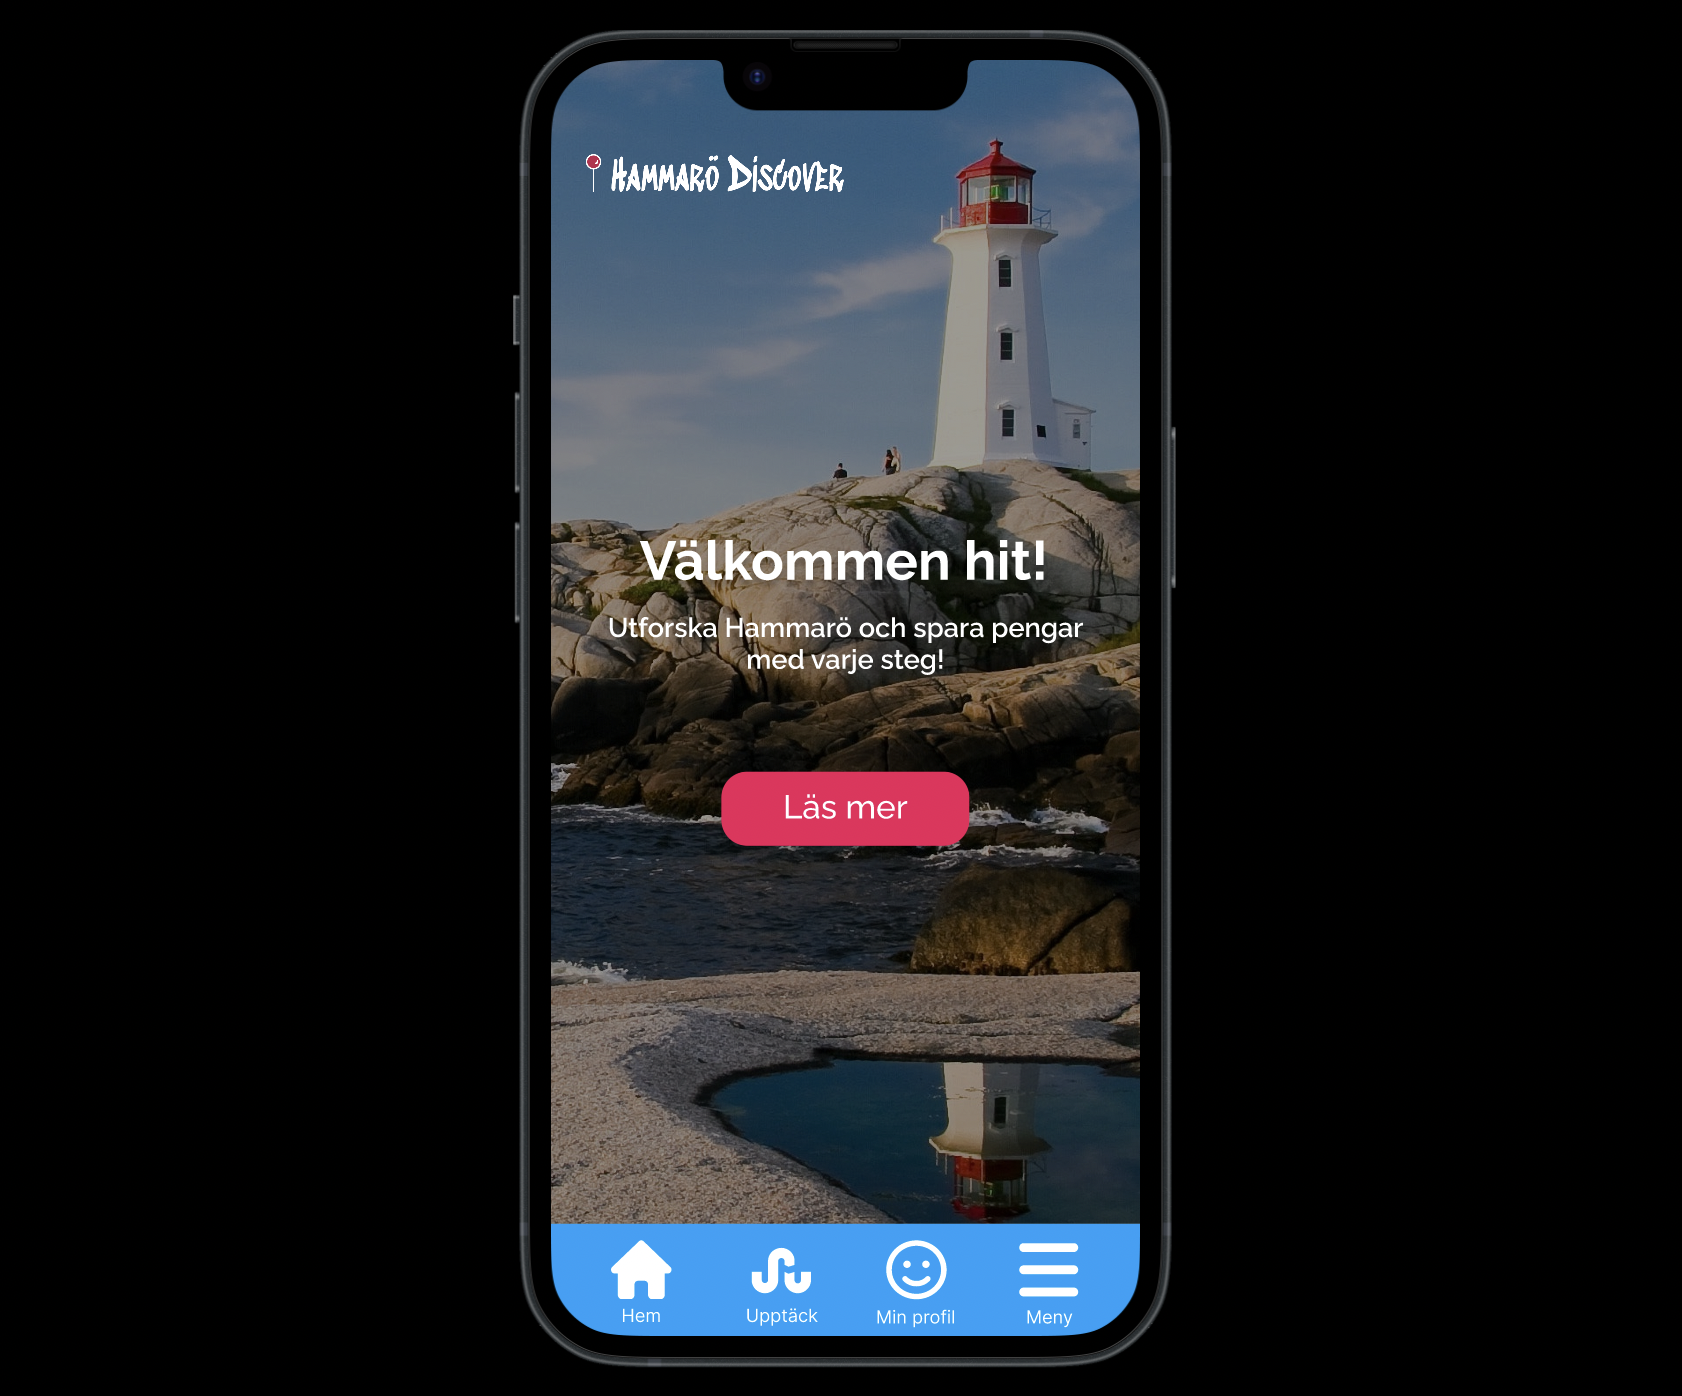 Hammarö Discover
Välkommen hit!
Utforska Hammarö och spara pengar
med varje steg!
Läs mer
Hem
Upptäck
Min profil
Meny